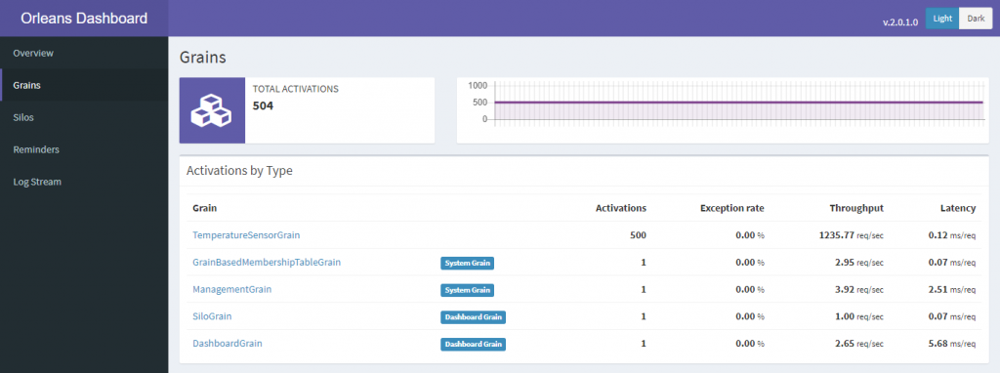 Orleans Dashboard
v.2.0.1.0 Light Dark
Overview
Grains
Silos
Reminders
Log Stream
Grains
TOTAL ACTIVATIONS
504
1000
500
0
Activations by Type
Grain Activations Exception rate Throughput Latency
TemperatureSensorGrain 500 0.00 % 1235.77 req/sec 0.12 ms/req
GrainBasedMembershipTableGrain System Grain 1 0.00 % 2.95 req/sec 0.07 ms/req
ManagementGrain System Grain 1 0.00 % 3.92 req/sec 2.51 ms/req
SiloGrain Dashboard Grain 1 0.00 % 1.00 req/sec 0.07 ms/req
DashboardGrain Dashboard Grain 1 0.00 % 2.65 req/sec 5.68 ms/req